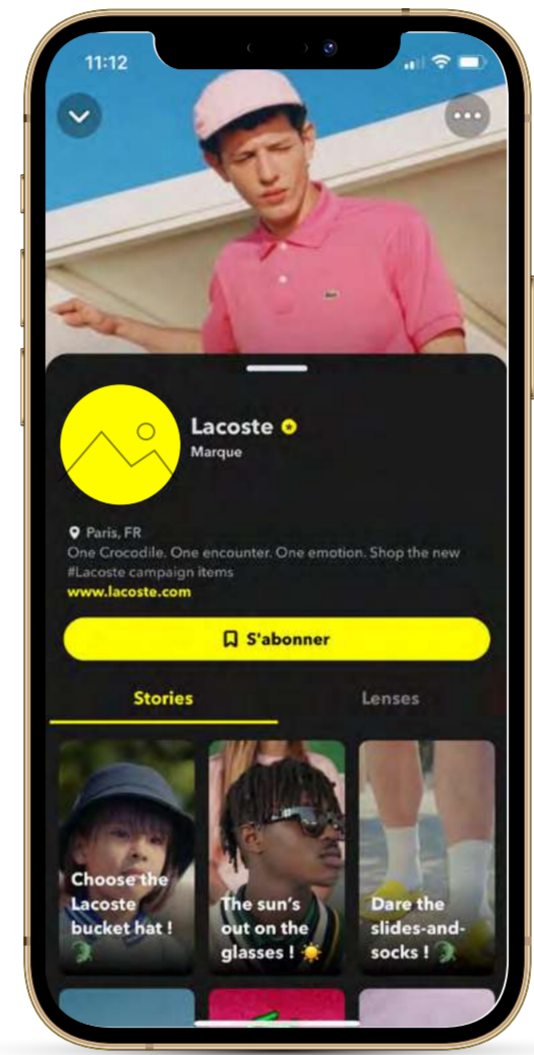 11:12
Lacoste
Marque
Paris, FR
One Crocodile. One encounter. One emotion. Shop the new
#Lacoste campaign items
www.lacoste.com
S'abonner
Stories
Lenses
Choose the
Lacoste
bucket hat !
The sun's
out on the
glasses !
Dare the
slides-and-
socks !